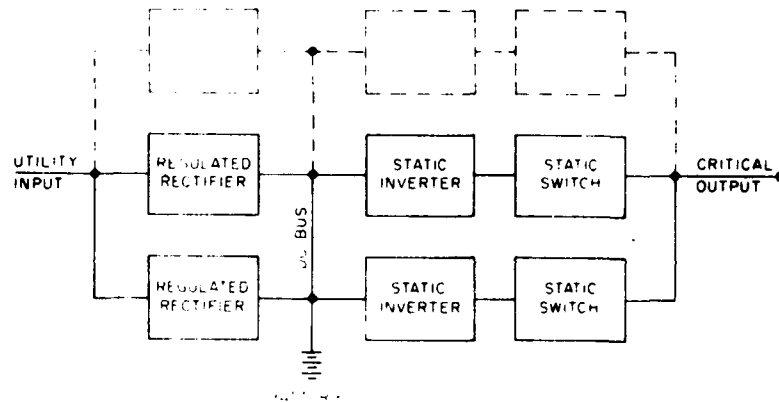 UTILITY
INPUT
REGULATED
RECTIFIER
STATIC
INVERTER
STATIC
SWITCH
CRITICAL
OUTPUT
BUS
REGULATED
RECTIFIER
STATIC
INVERTER
STATIC
SWITCH